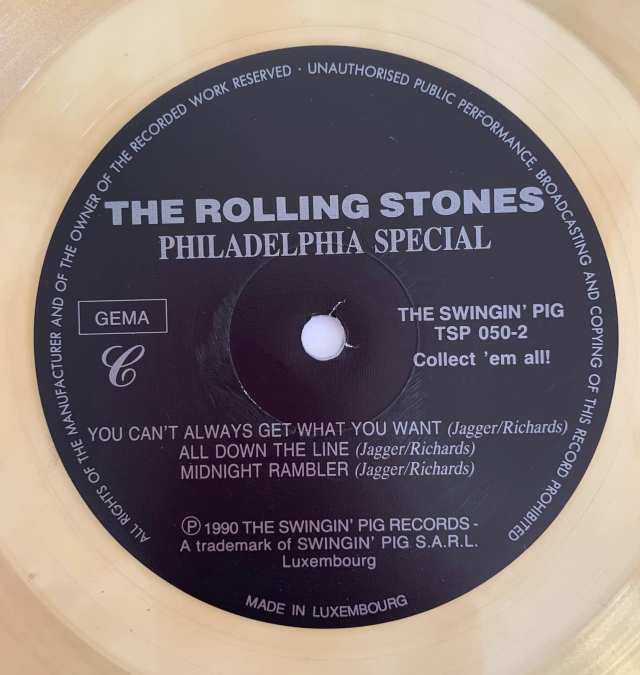 ALL RIGHTS OF THE MANUFACTURER AND OF THE OWNER OF THE RECORDED WORK RESERVED · UNAUTHORISED PUBLIC PERFORMANCE, BROADCASTING AND COPYING OF THIS RECORD PROHIBITED
THE ROLLING STONES
PHILADELPHIA SPECIAL
GEMA
C
THE SWINGIN' PIG
TSP 050-2
Collect 'em all!
YOU CAN'T ALWAYS GET WHAT YOU WANT (Jagger/Richards)
ALL DOWN THE LINE (Jagger/Richards)
MIDNIGHT RAMBLER (Jagger/Richards)
Ⓟ 1990 THE SWINGIN' PIG RECORDS -
A trademark of SWINGIN' PIG S.A.R.L.
Luxembourg
MADE IN LUXEMBOURG